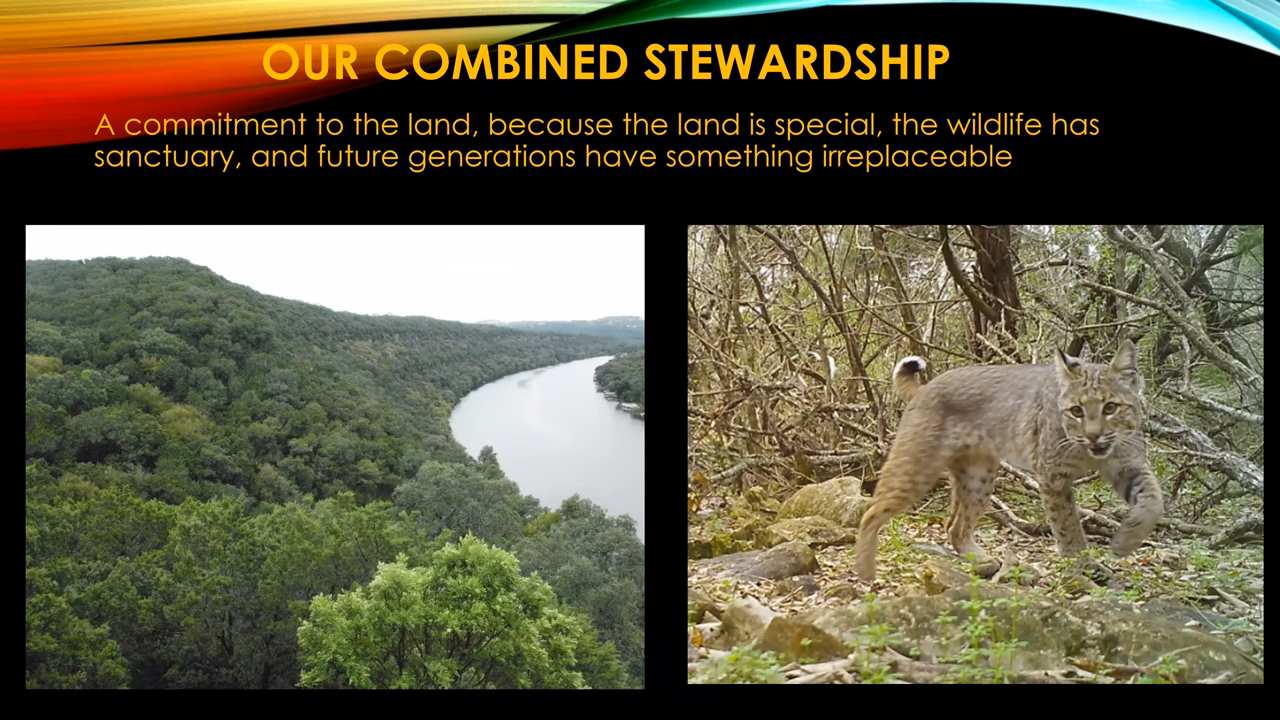 OUR COMBINED STEWARDSHIP
A commitment to the land, because the land is special, the wildlife has
sanctuary, and future generations have something irreplaceable